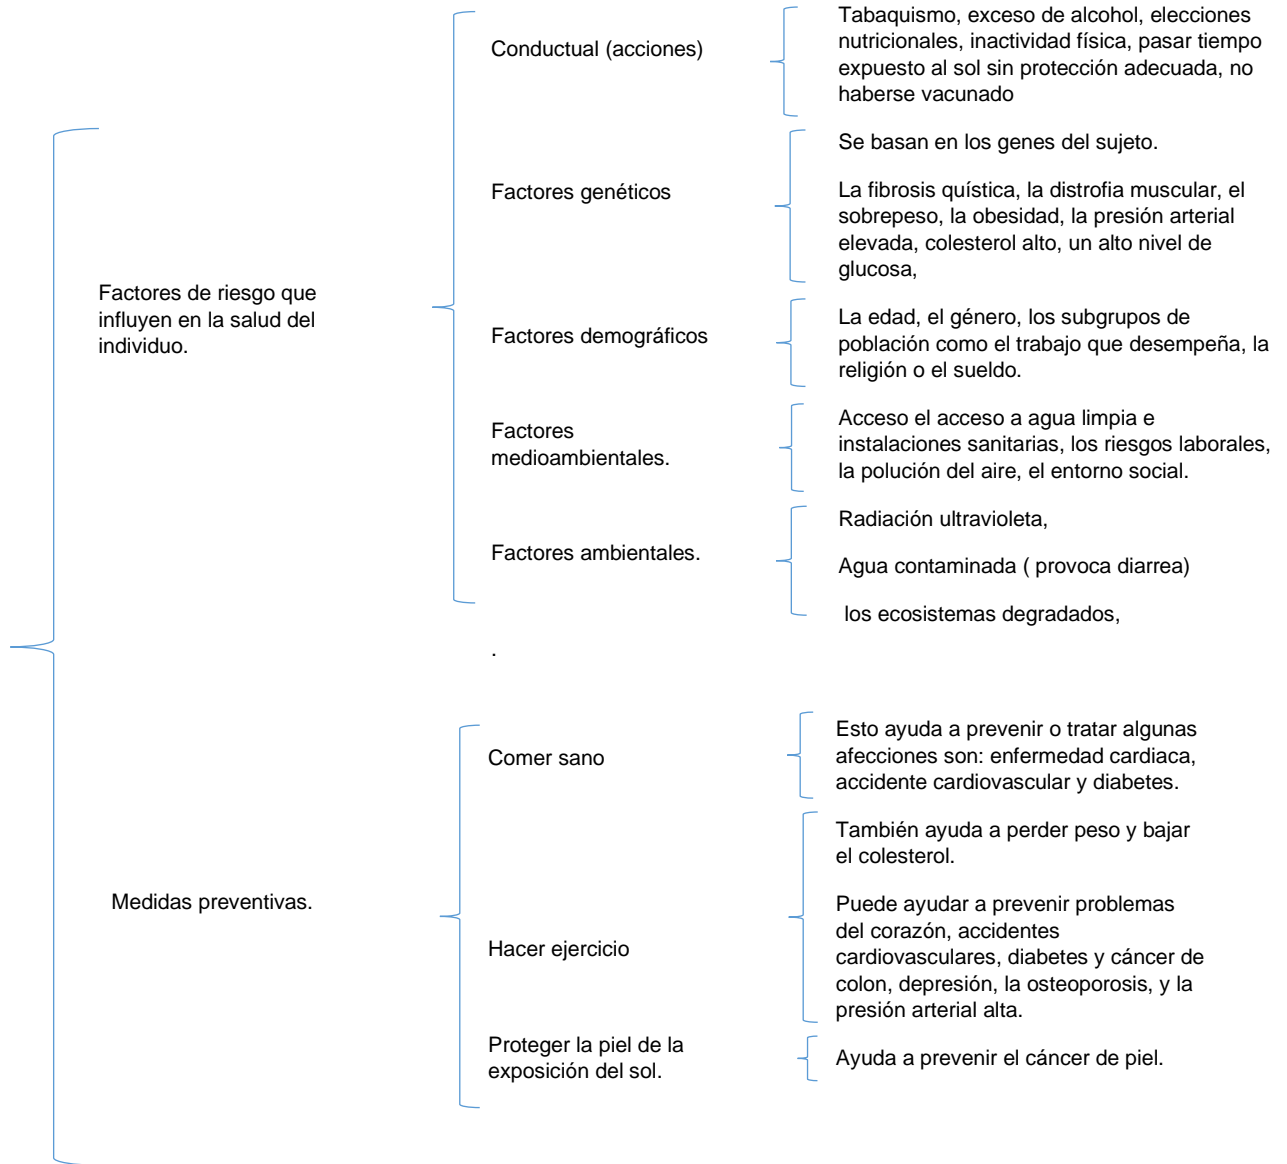 Conductual (acciones)
Tabaquismo, exceso de alcohol, elecciones
nutricionales, inactividad física, pasar tiempo
expuesto al sol sin protección adecuada, no
haberse vacunado
Factores de riesgo que
influyen en la salud del
individuo.
Factores genéticos
Se basan en los genes del sujeto.
La fibrosis quística, la distrofia muscular, el
sobrepeso, la obesidad, la presión arterial
elevada, colesterol alto, un alto nivel de
glucosa,
Factores demográficos
La edad, el género, los subgrupos de
población como el trabajo que desempeña, la
religión o el sueldo.
Factores
medioambientales.
Acceso el acceso a agua limpia e
instalaciones sanitarias, los riesgos laborales,
la polución del aire, el entorno social.
Factores ambientales.
Radiación ultravioleta,
Agua contaminada ( provoca diarrea)
los ecosistemas degradados,
.
Medidas preventivas.
Comer sano
Esto ayuda a prevenir o tratar algunas
afecciones son: enfermedad cardiaca,
accidente cardiovascular y diabetes.
Hacer ejercicio
También ayuda a perder peso y bajar
el colesterol.
Puede ayudar a prevenir problemas
del corazón, accidentes
cardiovasculares, diabetes y cáncer de
colon, depresión, la osteoporosis, y la
presión arterial alta.
Proteger la piel de la
exposición del sol.
Ayuda a prevenir el cáncer de piel.